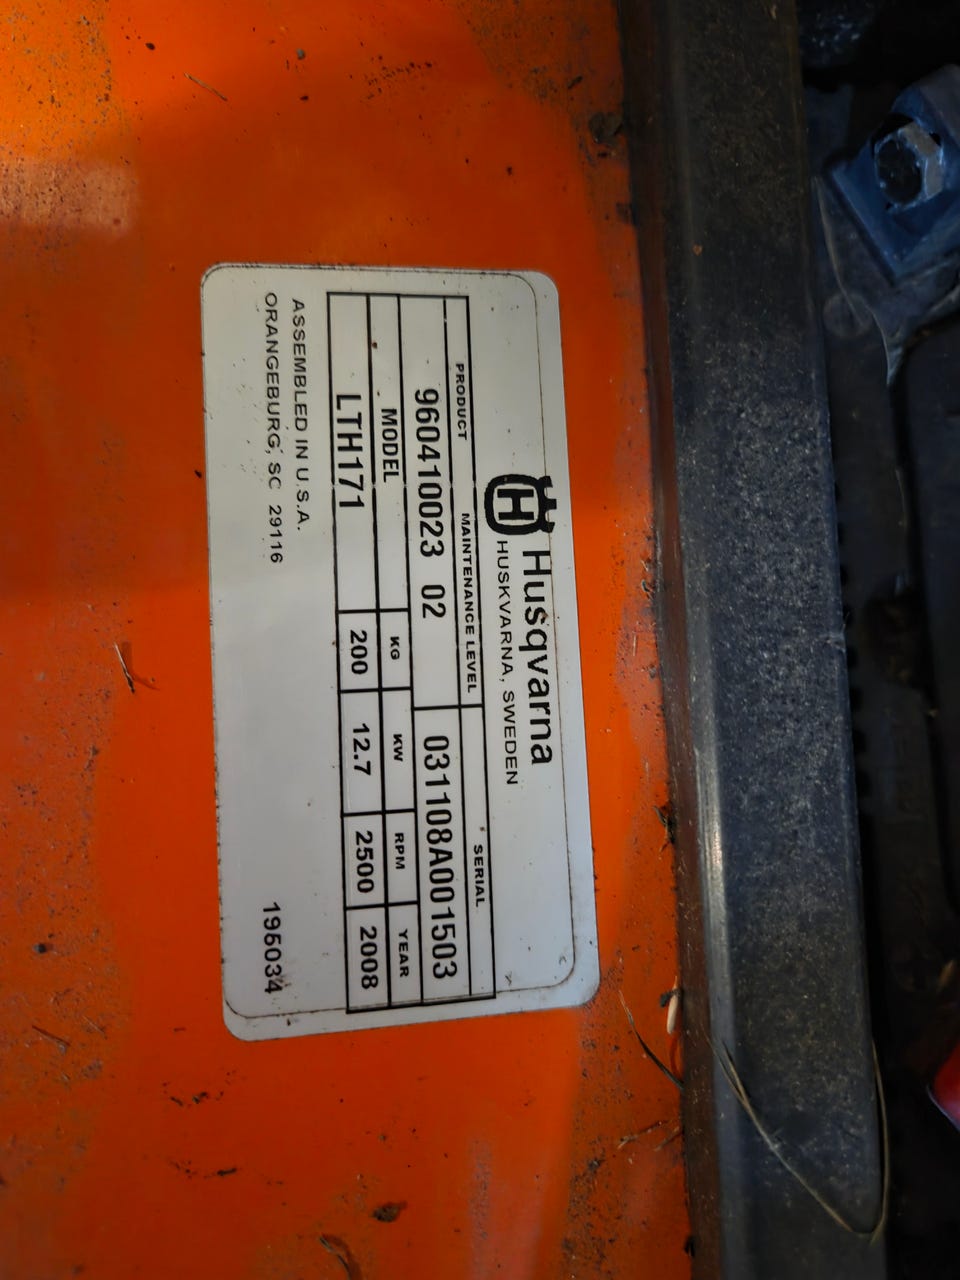 Husqvarna
HUSKVARNA, SWEDEN
PRODUCT MAINTENANCE LEVEL SERIAL
960410023 02 031108A001503
MODEL KG KW RPM YEAR
LTH171 200 12.7 2500 2008
ASSEMBLED IN U.S.A.
ORANGEBURG, SC 29116 195034